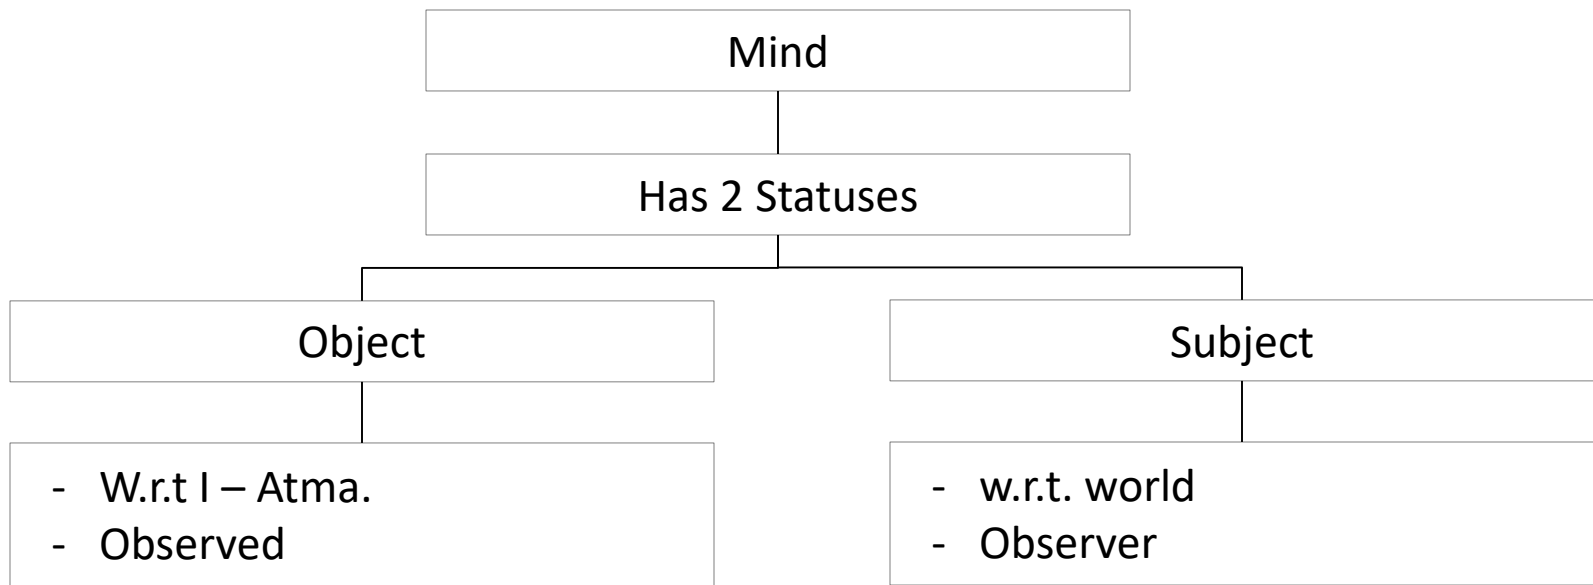 Mind
Has 2 Statuses
Object
Subject
- W.r.t I – Atma.
- Observed
- w.r.t. world
- Observer